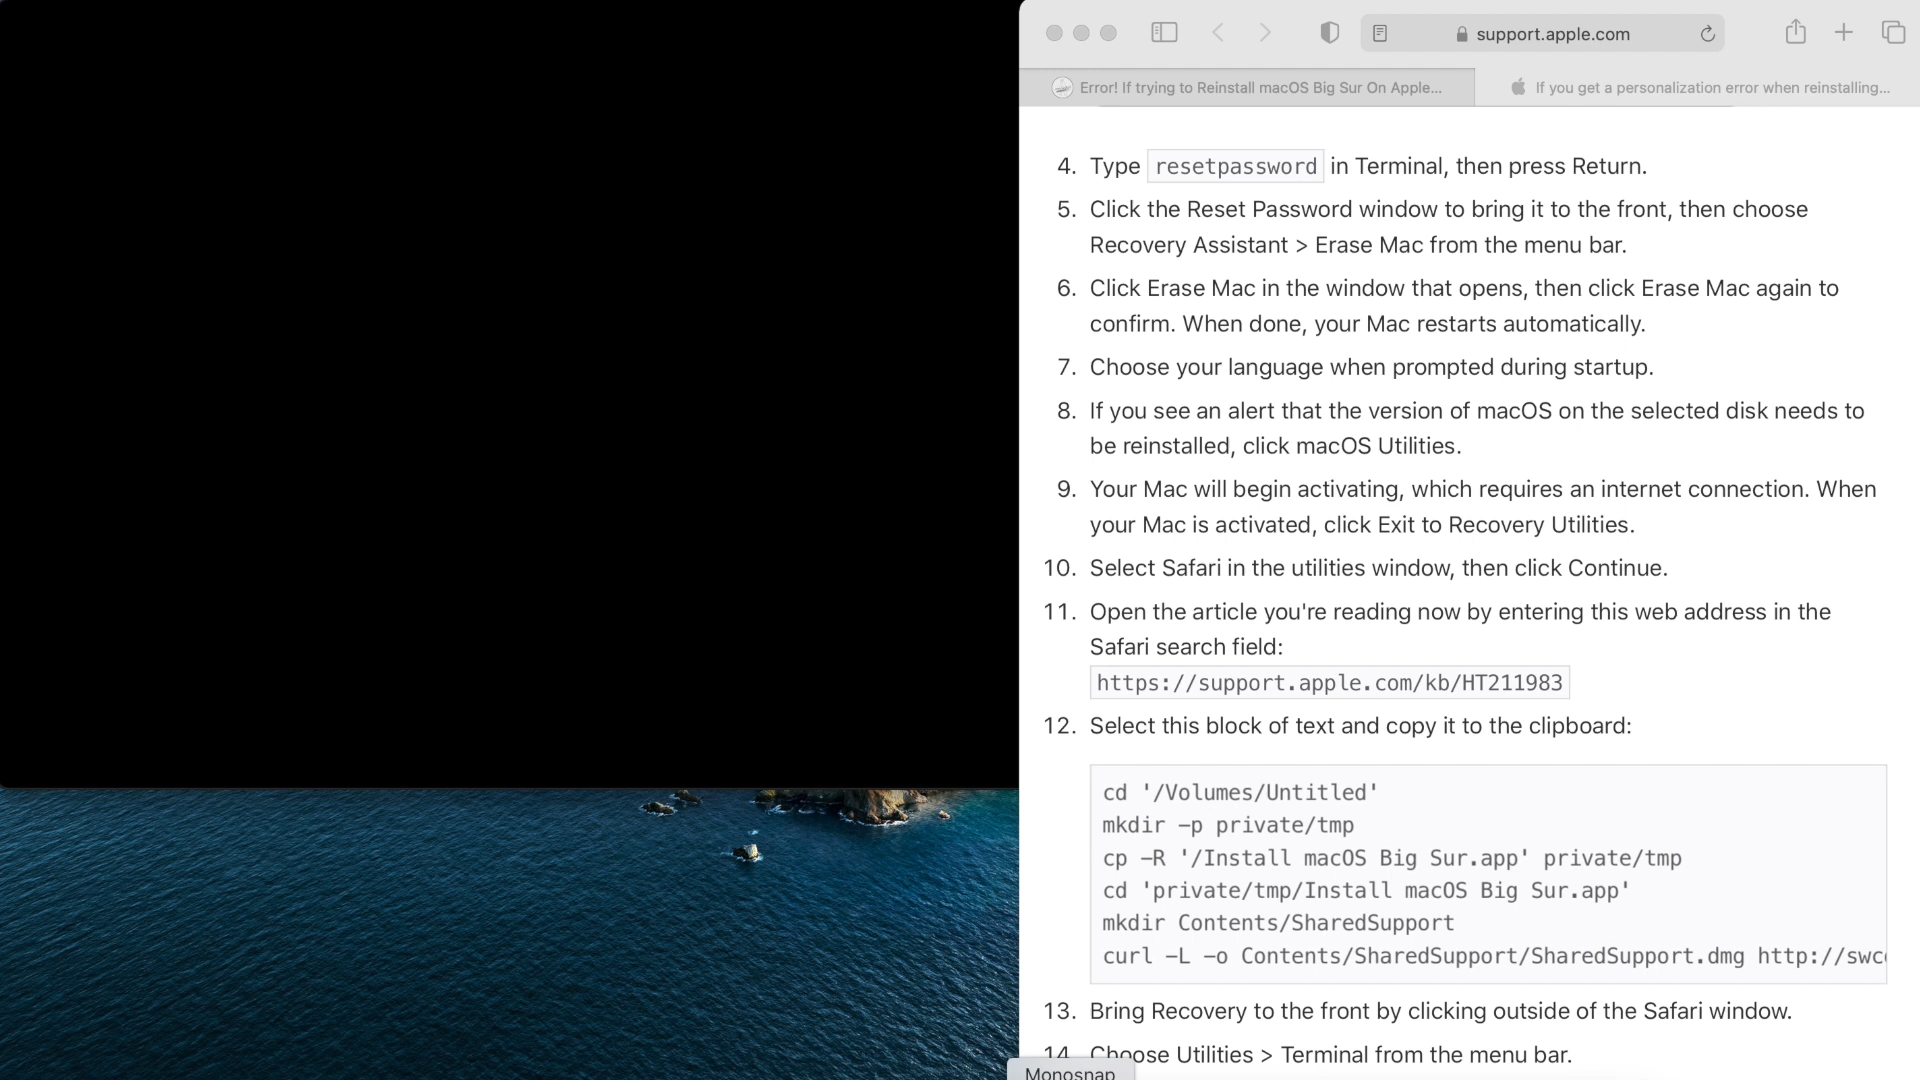 support.apple.com
Error! If trying to Reinstall macOS Big Sur On Apple...
If you get a personalization error when reinstalling...
4. Type resetpassword in Terminal, then press Return.
5. Click the Reset Password window to bring it to the front, then choose
Recovery Assistant > Erase Mac from the menu bar.
6. Click Erase Mac in the window that opens, then click Erase Mac again to
confirm. When done, your Mac restarts automatically.
7. Choose your language when prompted during startup.
8. If you see an alert that the version of macOS on the selected disk needs to
be reinstalled, click macOS Utilities.
9. Your Mac will begin activating, which requires an internet connection. When
your Mac is activated, click Exit to Recovery Utilities.
10. Select Safari in the utilities window, then click Continue.
11. Open the article you're reading now by entering this web address in the
Safari search field:
https://support.apple.com/kb/HT211983
12. Select this block of text and copy it to the clipboard:
cd '/Volumes/Untitled'
mkdir -p private/tmp
cp -R '/Install macOS Big Sur.app' private/tmp
cd 'private/tmp/Install macOS Big Sur.app'
mkdir Contents/SharedSupport
curl -L -o Contents/SharedSupport/SharedSupport.dmg http://swc
13. Bring Recovery to the front by clicking outside of the Safari window.
14. Choose Utilities > Terminal from the menu bar.
Monosnap